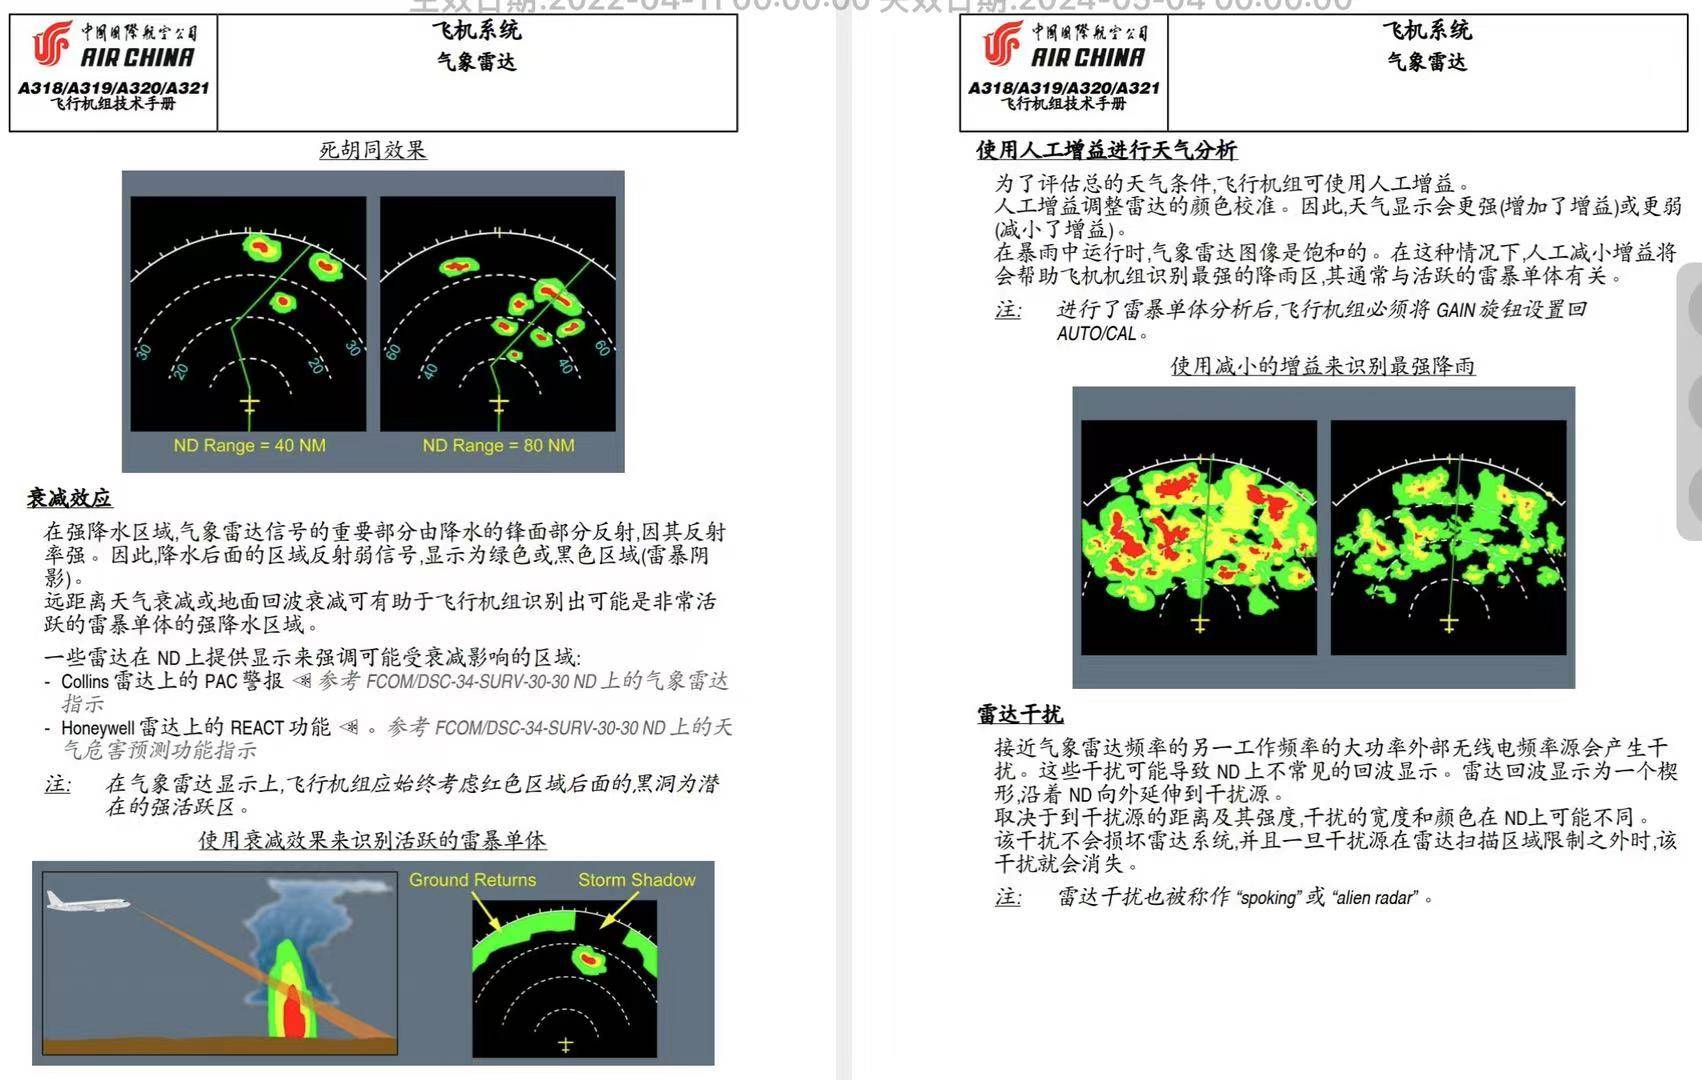 生效日期:2022-04-11 00:00:00 失效日期:2024-05-04 00:00:00
中国国际航空公司
AIR CHINA
A318/A319/A320/A321
飞行机组技术手册
飞机系统
气象雷达
死胡同效果
30
20
20
30
ND Range = 40 NM
60
40
40
60
ND Range = 80 NM
衰减效应
在强降水区域,气象雷达信号的重要部分由降水的锋面部分反射,因其反射
率强。因此,降水后面的区域反射弱信号,显示为绿色或黑色区域(雷暴阴
影)。
远距离天气衰减或地面回波衰减可有助于飞行机组识别出可能是非常活
跃的雷暴单体的强降水区域。
一些雷达在 ND 上提供显示来强调可能受衰减影响的区域:
- Collins 雷达上的 PAC 警报 参考 FCOM/DSC-34-SURV-30-30 ND 上的气象雷达
指示
- Honeywell 雷达上的 REACT 功能 。参考 FCOM/DSC-34-SURV-30-30 ND 上的天
气危害预测功能指示
注: 在气象雷达显示上,飞行机组应始终考虑红色区域后面的黑洞为潜
在的强活跃区。
使用衰减效果来识别活跃的雷暴单体
Ground Returns
Storm Shadow
中国国际航空公司
AIR CHINA
A318/A319/A320/A321
飞行机组技术手册
飞机系统
气象雷达
使用人工增益进行天气分析
为了评估总的天气条件,飞行机组可使用人工增益。
人工增益调整雷达的颜色校准。因此,天气显示会更强(增加了增益)或更弱
(减小了增益)。
在暴雨中运行时,气象雷达图像是饱和的。在这种情况下,人工减小增益将
会帮助飞机机组识别最强的降雨区,其通常与活跃的雷暴单体有关。
注: 进行了雷暴单体分析后,飞行机组必须将 GAIN 旋钮设置回
AUTO/CAL。
使用减小的增益来识别最强降雨
雷达干扰
接近气象雷达频率的另一工作频率的大功率外部无线电频率源会产生干
扰。这些干扰可能导致 ND 上不常见的回波显示。雷达回波显示为一个楔
形,沿着 ND 向外延伸到干扰源。
取决于到干扰源的距离及其强度,干扰的宽度和颜色在 ND上可能不同。
该干扰不会损坏雷达系统,并且一旦干扰源在雷达扫描区域限制之外时,该
干扰就会消失。
注: 雷达干扰也被称作 “spoking” 或 “alien radar”。